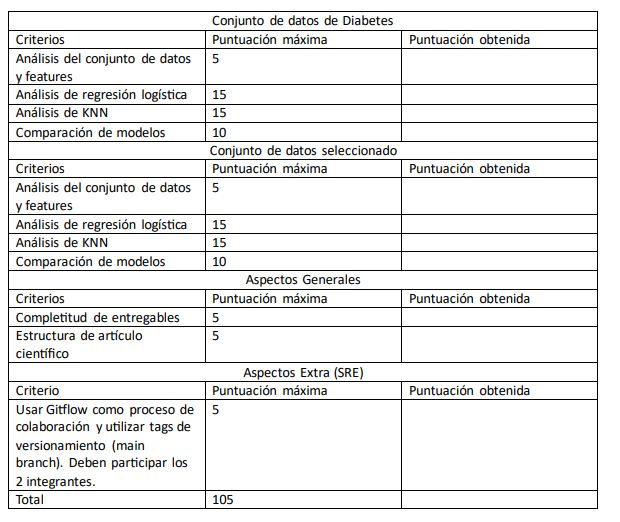 Conjunto de datos de Diabetes
Criterios Puntuación máxima Puntuación obtenida
Análisis del conjunto de datos 5
y features
Análisis de regresión logística 15
Análisis de KNN 15
Comparación de modelos 10
Conjunto de datos seleccionado
Criterios Puntuación máxima Puntuación obtenida
Análisis del conjunto de datos 5
y features
Análisis de regresión logística 15
Análisis de KNN 15
Comparación de modelos 10
Aspectos Generales
Criterios Puntuación máxima Puntuación obtenida
Completitud de entregables 5
Estructura de artículo 5
científico
Aspectos Extra (SRE)
Criterio Puntuación máxima Puntuación obtenida
Usar Gitflow como proceso de 5
colaboración y utilizar tags de
versionamiento (main
branch). Deben participar los
2 integrantes.
Total 105